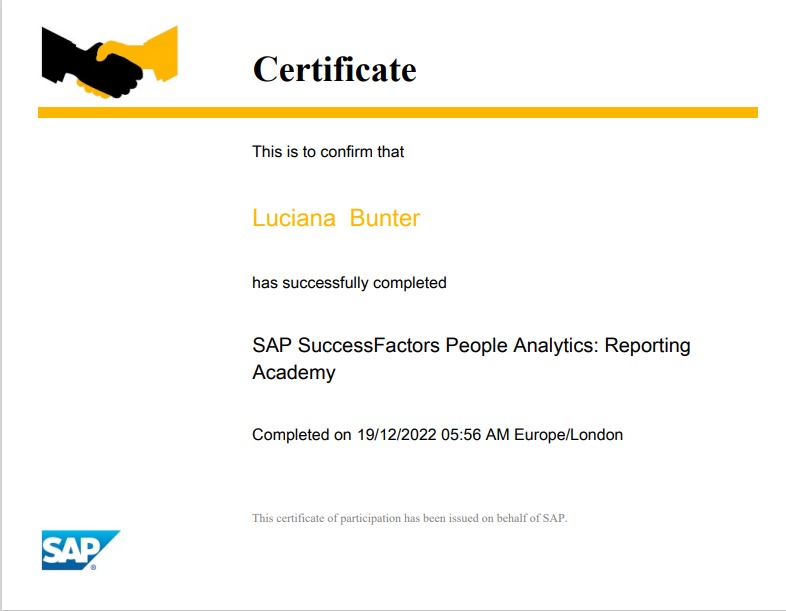 Certificate
This is to confirm that
Luciana  Bunter
has successfully completed
SAP SuccessFactors People Analytics: Reporting
Academy
Completed on 19/12/2022 05:56 AM Europe/London
This certificate of participation has been issued on behalf of SAP.
SAP®